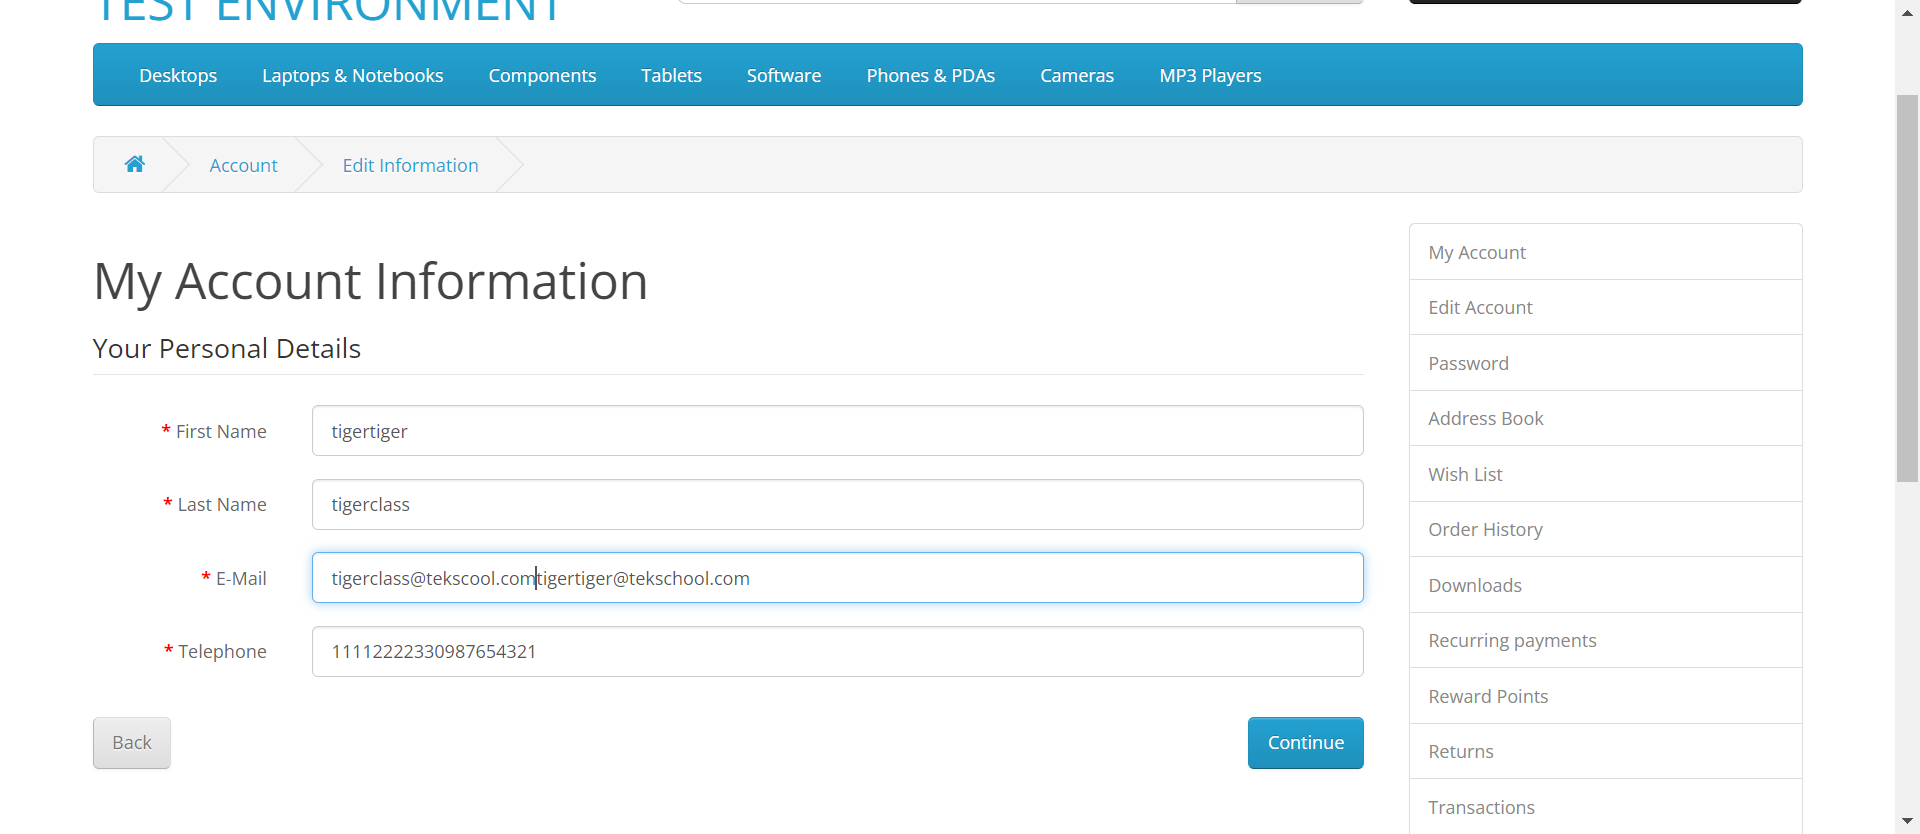 TEST ENVIRONMENT
Desktops Laptops & Notebooks Components Tablets Software Phones & PDAs Cameras MP3 Players
Account Edit Information
My Account Information
Your Personal Details
* First Name tigertiger
* Last Name tigerclass
* E-Mail tigerclass@tekscool.comtigertiger@tekschool.com
* Telephone 11112222330987654321
Back Continue
My Account
Edit Account
Password
Address Book
Wish List
Order History
Downloads
Recurring payments
Reward Points
Returns
Transactions